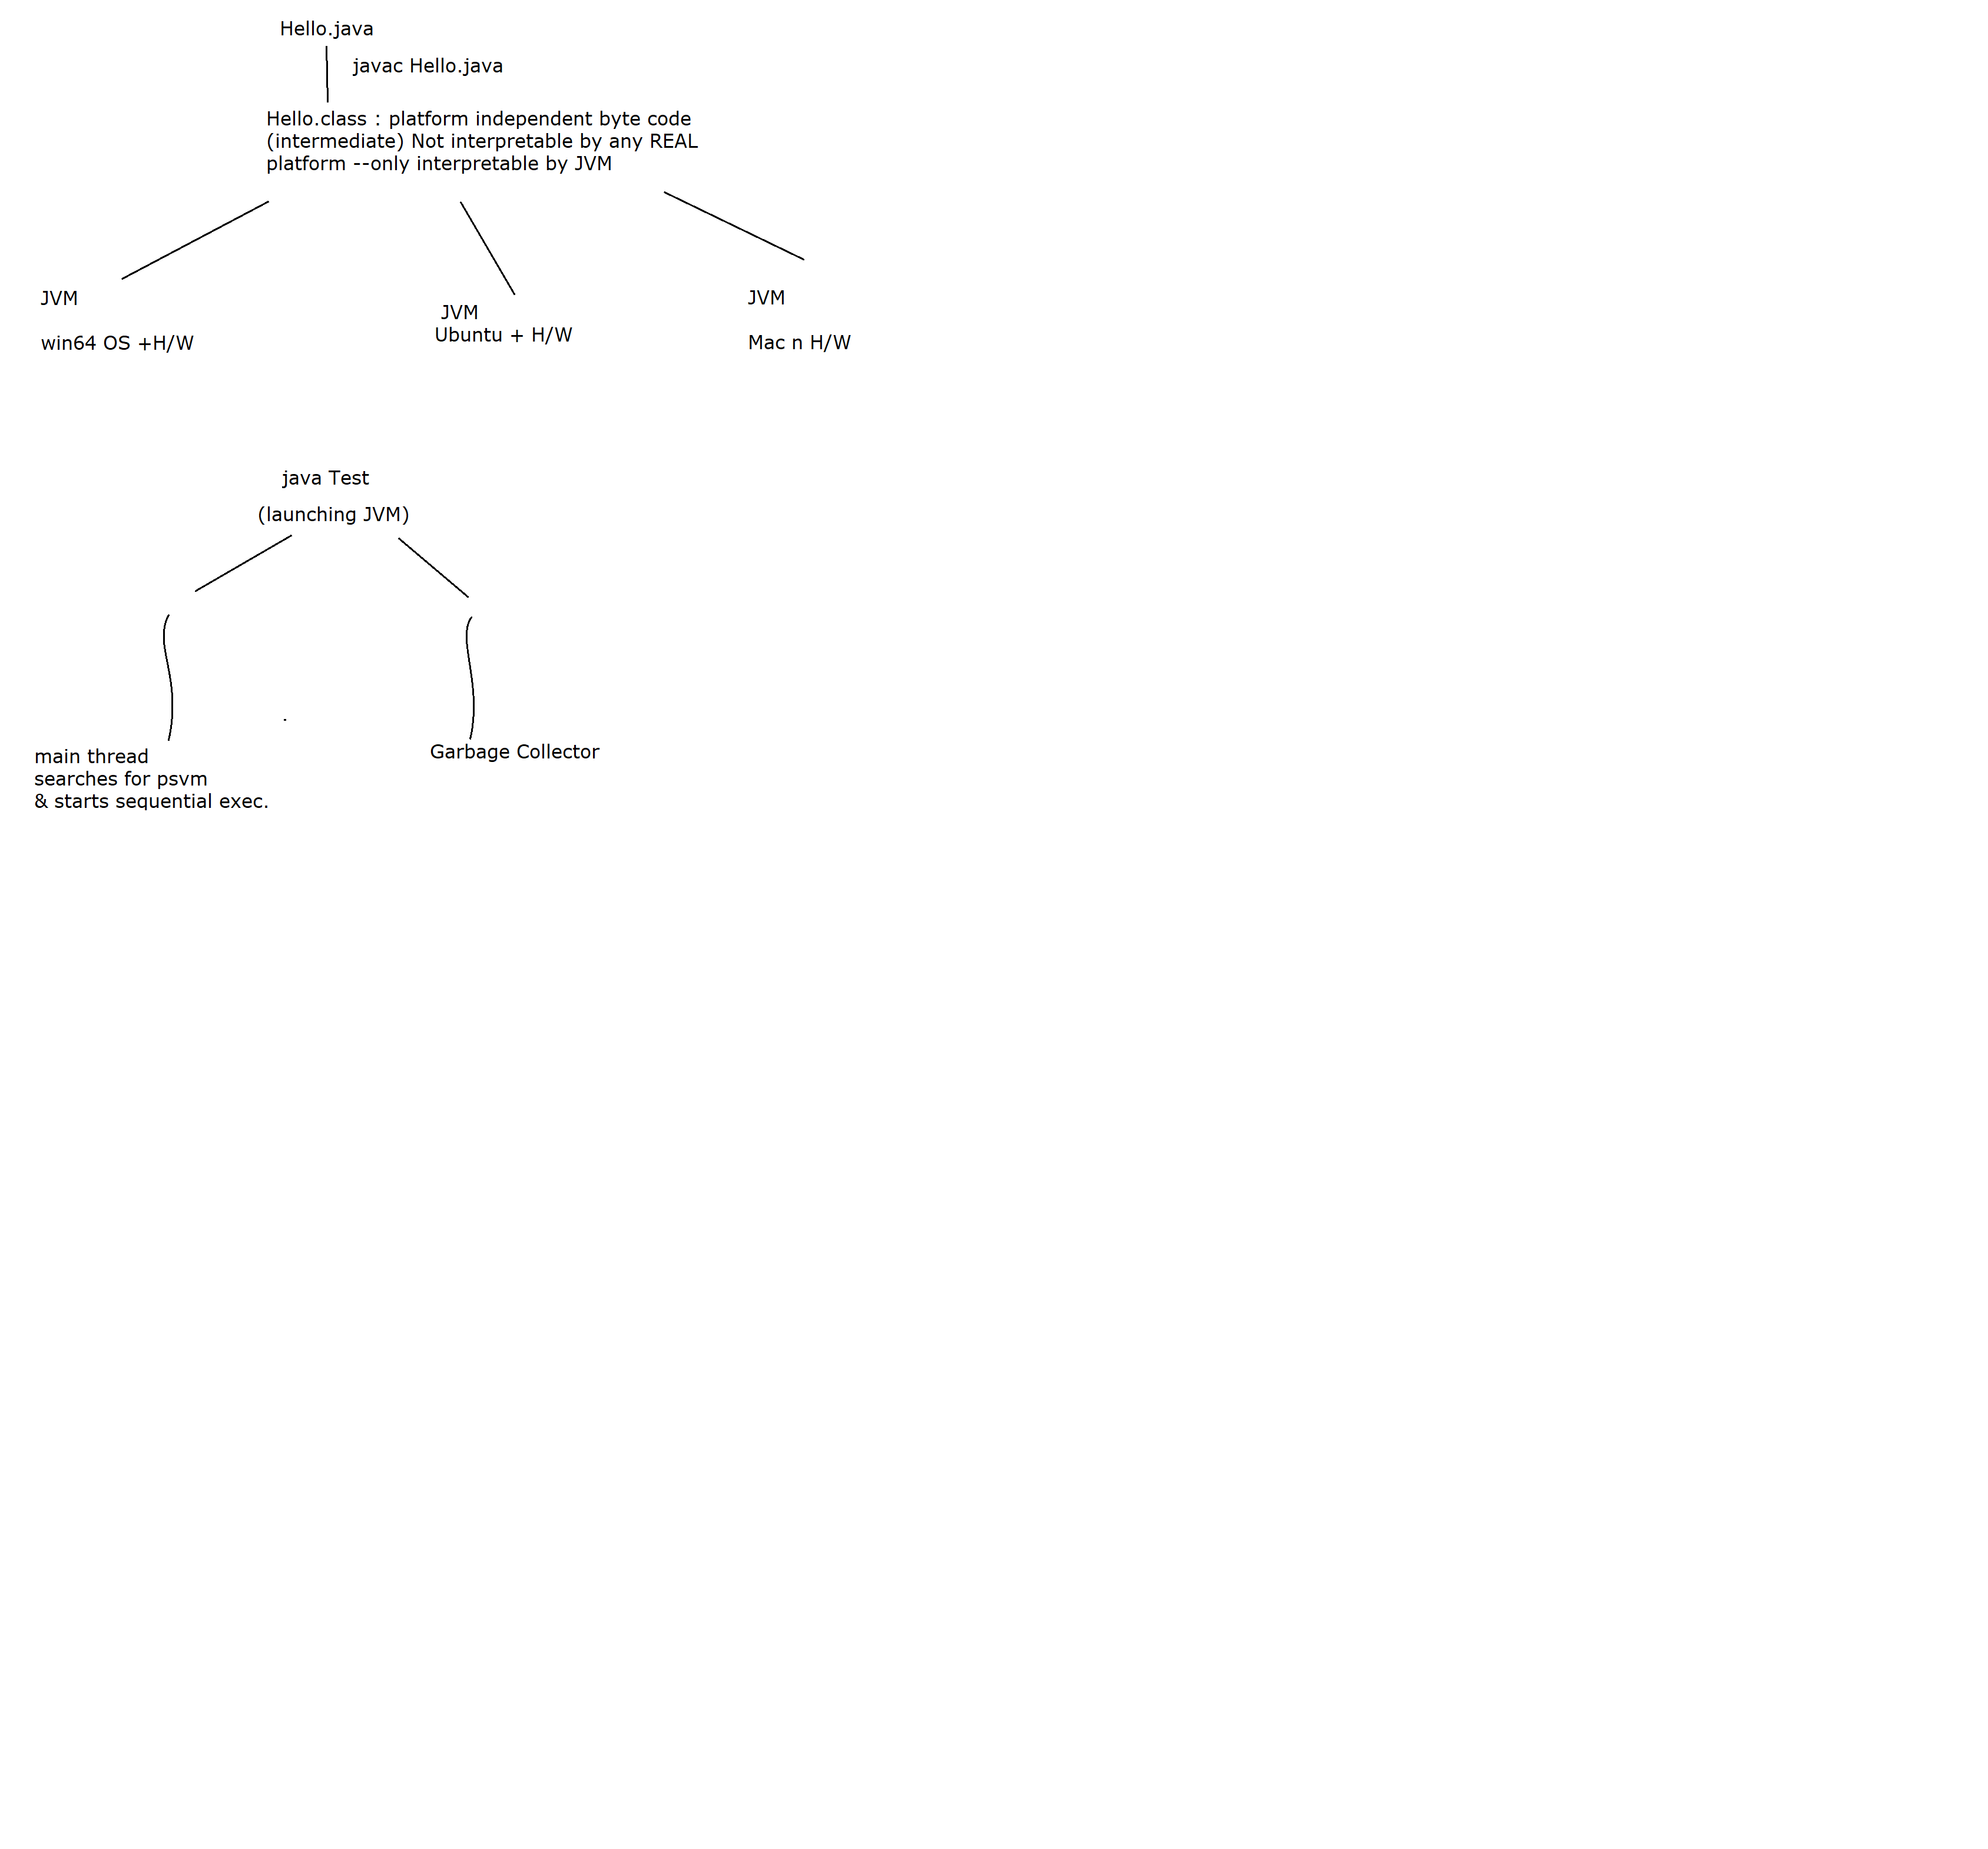 Hello.java
javac Hello.java
Hello.class : platform independent byte code
(intermediate) Not interpretable by any REAL
platform --only interpretable by JVM
JVM
win64 OS +H/W
JVM
Ubuntu + H/W
JVM
Mac n H/W
java Test
(launching JVM)
main thread
searches for psvm
& starts sequential exec.
Garbage Collector